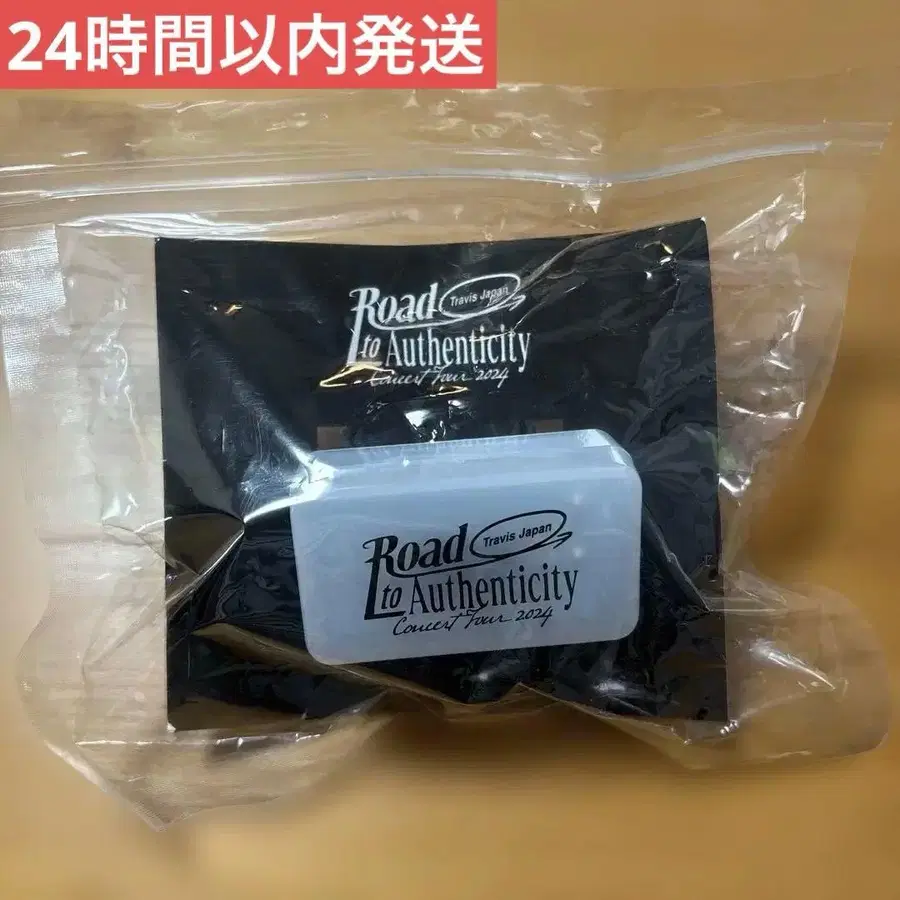 24時間以内発送
Road Travis Japan
to Authenticity
Concert Tour 2024
Road Travis Japan
to Authenticity
Concert Tour 2024